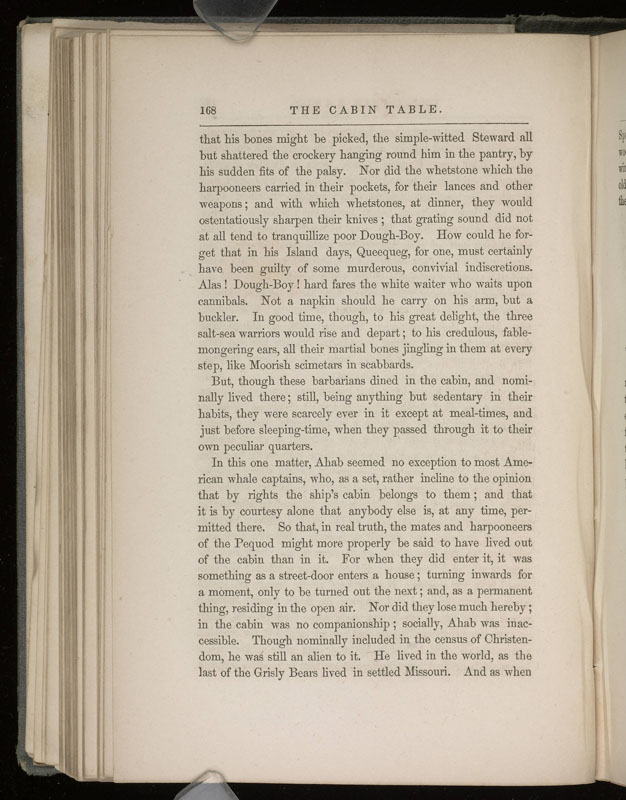 168 THE CABIN TABLE.
that his bones might be picked, the simple-witted Steward all
but shattered the crockery hanging round him in the pantry, by
his sudden fits of the palsy. Nor did the whetstone which the
harpooneers carried in their pockets, for their lances and other
weapons; and with which whetstones, at dinner, they would
ostentatiously sharpen their knives; that grating sound did not
at all tend to tranquillize poor Dough-Boy. How could he for-
get that in his Island days, Queequeg, for one, must certainly
have been guilty of some murderous, convivial indiscretions.
Alas! Dough-Boy! hard fares the white waiter who waits upon
cannibals. Not a napkin should he carry on his arm, but a
buckler. In good time, though, to his great delight, the three
salt-sea warriors would rise and depart; to his credulous, fable-
mongering ears, all their martial bones jingling in them at every
step, like Moorish scimetars in scabbards.
But, though these barbarians dined in the cabin, and nomi-
nally lived there; still, being anything but sedentary in their
habits, they were scarcely ever in it except at meal-times, and
just before sleeping-time, when they passed through it to their
own peculiar quarters.
In this one matter, Ahab seemed no exception to most Ame-
rican whale captains, who, as a set, rather incline to the opinion
that by rights the ship's cabin belongs to them; and that
it is by courtesy alone that anybody else is, at any time, per-
mitted there. So that, in real truth, the mates and harpooneers
of the Pequod might more properly be said to have lived out
of the cabin than in it. For when they did enter it, it was
something as a street-door enters a house; turning inwards for
a moment, only to be turned out the next; and, as a permanent
thing, residing in the open air. Nor did they lose much hereby;
in the cabin was no companionship; socially, Ahab was inac-
cessible. Though nominally included in the census of Christen-
dom, he was still an alien to it. He lived in the world, as the
last of the Grisly Bears lived in settled Missouri. And as when